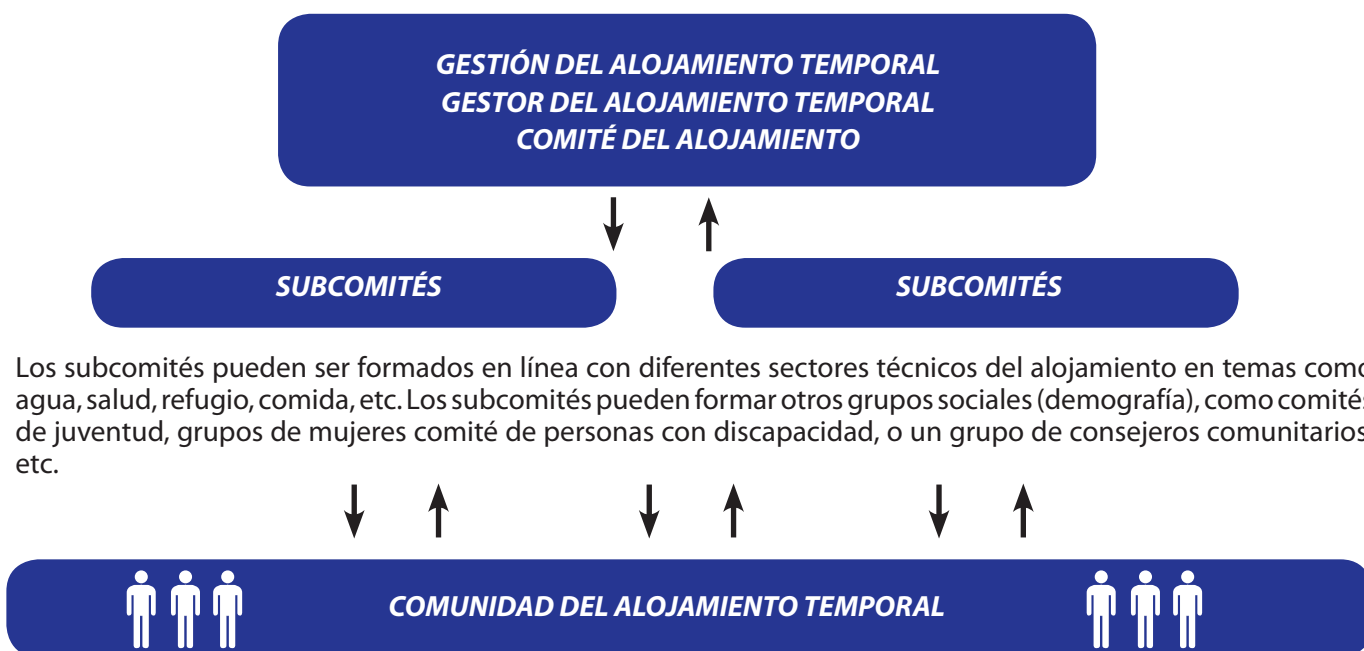 GESTIÓN DEL ALOJAMIENTO TEMPORAL
GESTOR DEL ALOJAMIENTO TEMPORAL
COMITÉ DEL ALOJAMIENTO
SUBCOMITÉS
SUBCOMITÉS
Los subcomités pueden ser formados en línea con diferentes sectores técnicos del alojamiento en temas como
agua, salud, refugio, comida, etc. Los subcomités pueden formar otros grupos sociales (demografía), como comités
de juventud, grupos de mujeres comité de personas con discapacidad, o un grupo de consejeros comunitarios
etc.
COMUNIDAD DEL ALOJAMIENTO TEMPORAL